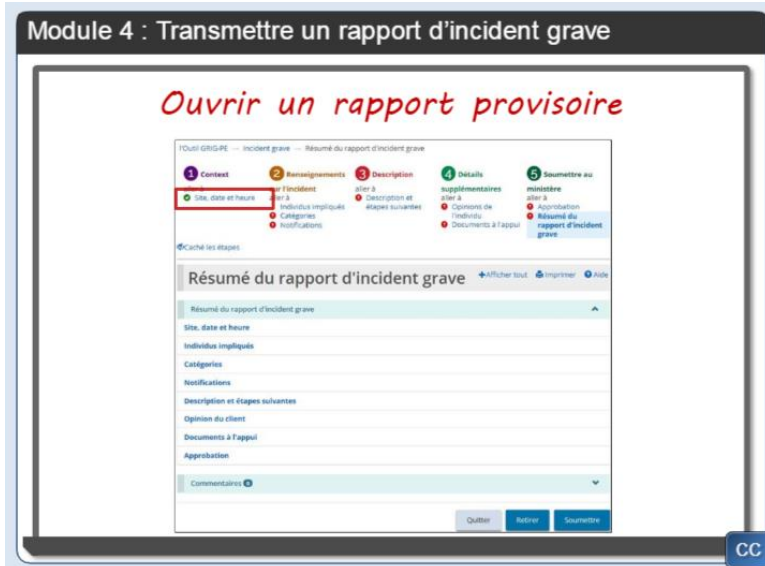 Module 4 : Transmettre un rapport d'incident grave
Ouvrir un rapport provisoire
l'Outil GRIG-PE — Incident grave — Résumé du rapport d'incident grave
1 Context
aller à
Site, date et heure
2 Renseignements
sur l'incident
aller à
Individus impliqués
Catégories
Notifications
3 Description
aller à
Description et
étapes suivantes
4 Détails
supplémentaires
aller à
Opinions de
l'individu
Documents à l'appui
5 Soumettre au
ministère
aller à
Approbation
Résumé du
rapport d'incident
grave
Caché les étapes
Résumé du rapport d'incident grave
Afficher tout Imprimer Aide
Résumé du rapport d'incident grave
Site, date et heure
Individus impliqués
Catégories
Notifications
Description et étapes suivantes
Opinion du client
Documents à l'appui
Approbation
Commentaires 0
Quitter Retirer Soumettre
CC